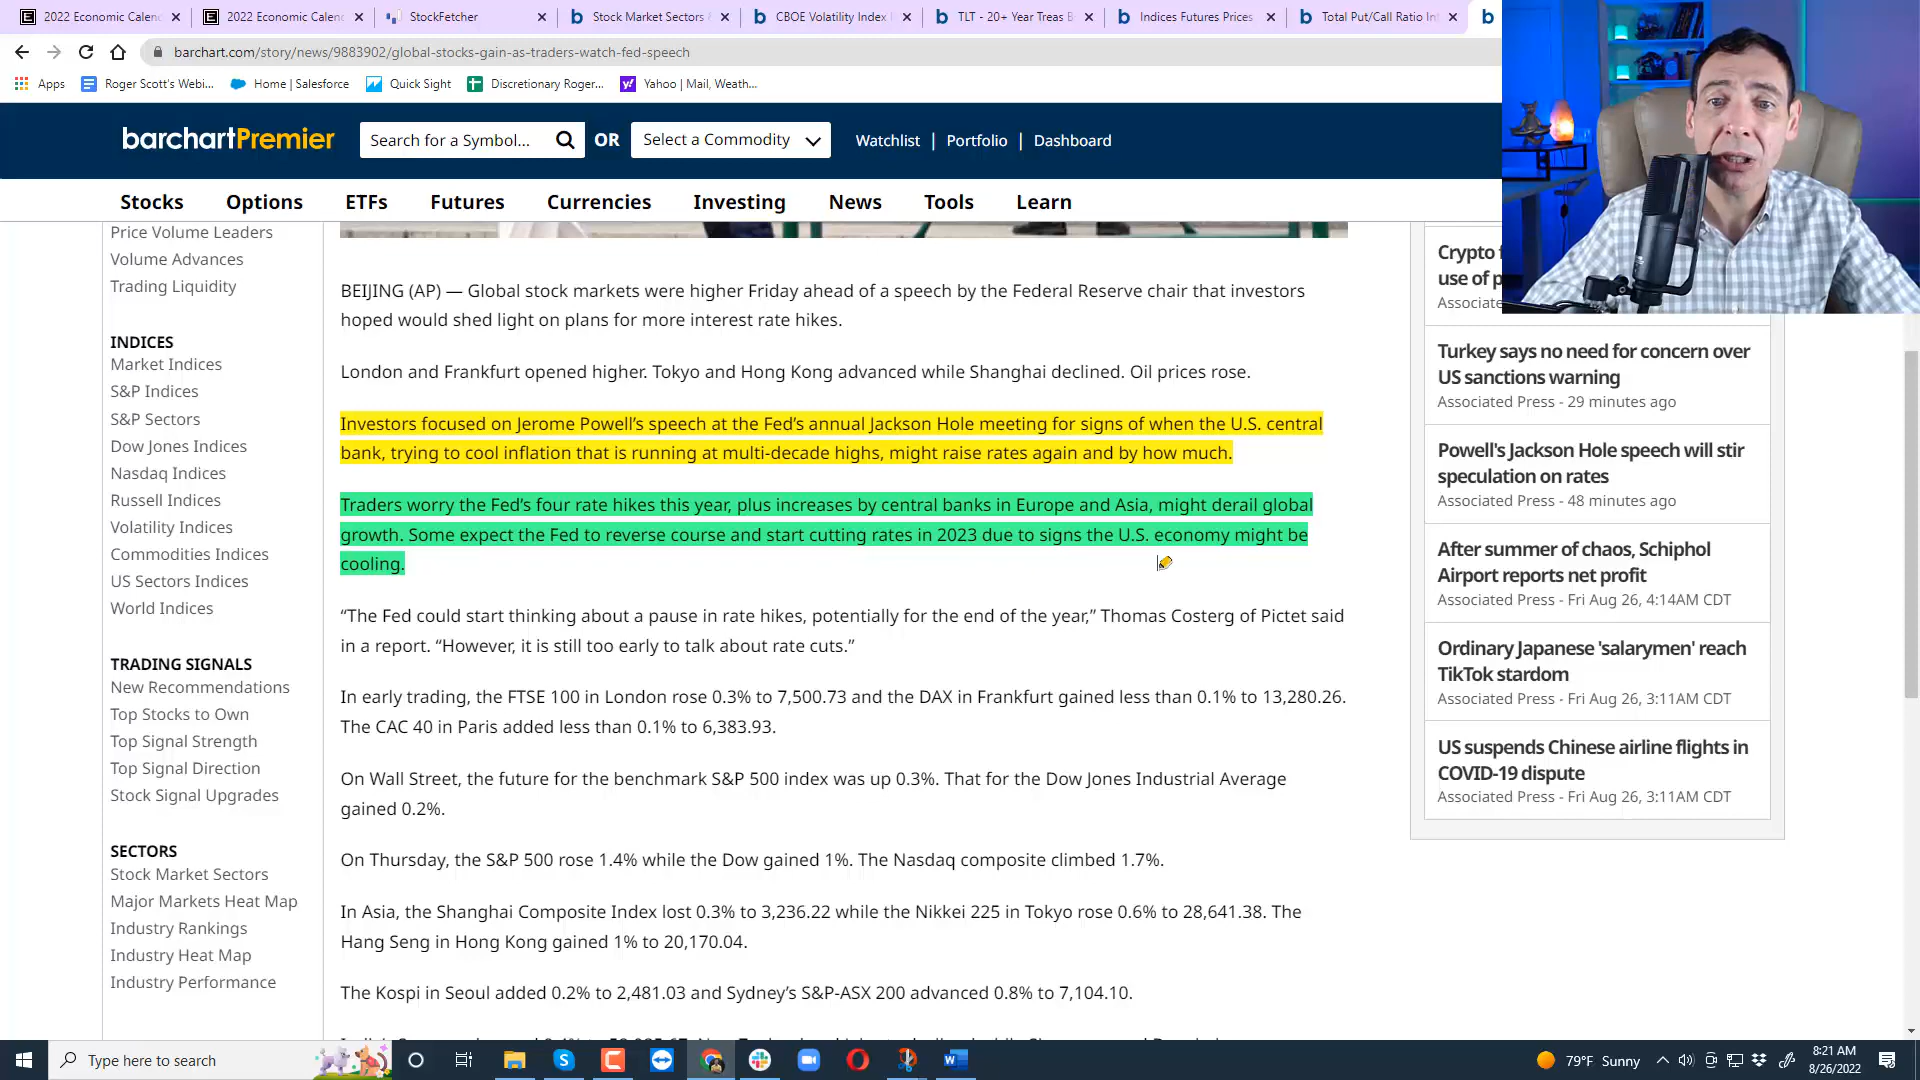 2022 Economic Calen
2022 Economic Calen
StockFetcher
Stock Market Sectors
CBOE Volatility Index
TLT - 20+ Year Treas B
Indices Futures Prices
Total Put/Call Ratio In
barchart.com/story/news/9883902/global-stocks-gain-as-traders-watch-fed-speech
Apps
Roger Scott's Webi...
Home | Salesforce
Quick Sight
Discretionary Roger...
Yahoo | Mail, Weath...
barchartPremier
Search for a Symbol...
OR
Select a Commodity
Watchlist | Portfolio | Dashboard
Stocks
Options
ETFs
Futures
Currencies
Investing
News
Tools
Learn
Price Volume Leaders
Volume Advances
Trading Liquidity
INDICES
Market Indices
S&P Indices
S&P Sectors
Dow Jones Indices
Nasdaq Indices
Russell Indices
Volatility Indices
Commodities Indices
US Sectors Indices
World Indices
TRADING SIGNALS
New Recommendations
Top Stocks to Own
Top Signal Strength
Top Signal Direction
Stock Signal Upgrades
SECTORS
Stock Market Sectors
Major Markets Heat Map
Industry Rankings
Industry Heat Map
Industry Performance
BEIJING (AP) — Global stock markets were higher Friday ahead of a speech by the Federal Reserve chair that investors
hoped would shed light on plans for more interest rate hikes.
London and Frankfurt opened higher. Tokyo and Hong Kong advanced while Shanghai declined. Oil prices rose.
Investors focused on Jerome Powell's speech at the Fed's annual Jackson Hole meeting for signs of when the U.S. central
bank, trying to cool inflation that is running at multi-decade highs, might raise rates again and by how much.
Traders worry the Fed's four rate hikes this year, plus increases by central banks in Europe and Asia, might derail global
growth. Some expect the Fed to reverse course and start cutting rates in 2023 due to signs the U.S. economy might be
cooling.
“The Fed could start thinking about a pause in rate hikes, potentially for the end of the year,” Thomas Costerg of Pictet said
in a report. “However, it is still too early to talk about rate cuts.”
In early trading, the FTSE 100 in London rose 0.3% to 7,500.73 and the DAX in Frankfurt gained less than 0.1% to 13,280.26.
The CAC 40 in Paris added less than 0.1% to 6,383.93.
On Wall Street, the future for the benchmark S&P 500 index was up 0.3%. That for the Dow Jones Industrial Average
gained 0.2%.
On Thursday, the S&P 500 rose 1.4% while the Dow gained 1%. The Nasdaq composite climbed 1.7%.
In Asia, the Shanghai Composite Index lost 0.3% to 3,236.22 while the Nikkei 225 in Tokyo rose 0.6% to 28,641.38. The
Hang Seng in Hong Kong gained 1% to 20,170.04.
The Kospi in Seoul added 0.2% to 2,481.03 and Sydney's S&P-ASX 200 advanced 0.8% to 7,104.10.
Crypto f
use of p
Associate
Turkey says no need for concern over
US sanctions warning
Associated Press - 29 minutes ago
Powell's Jackson Hole speech will stir
speculation on rates
Associated Press - 48 minutes ago
After summer of chaos, Schiphol
Airport reports net profit
Associated Press - Fri Aug 26, 4:14AM CDT
Ordinary Japanese 'salarymen' reach
TikTok stardom
Associated Press - Fri Aug 26, 3:11AM CDT
US suspends Chinese airline flights in
COVID-19 dispute
Associated Press - Fri Aug 26, 3:11AM CDT
Type here to search
79°F Sunny
8:21 AM
8/26/2022